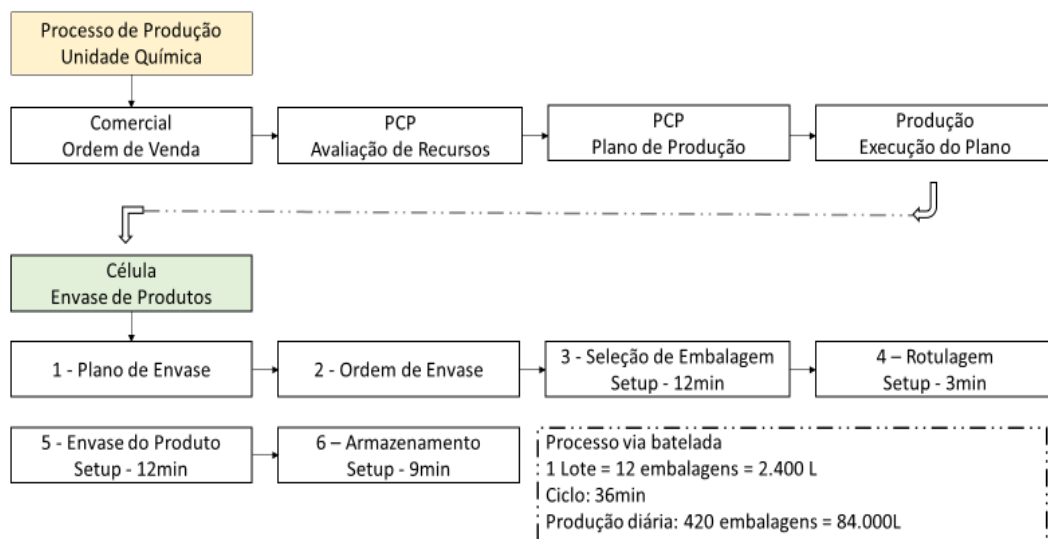 Processo de Produção
Unidade Química
Comercial
Ordem de Venda
PCP
Avaliação de Recursos
PCP
Plano de Produção
Produção
Execução do Plano
Célula
Envase de Produtos
1 - Plano de Envase
2 - Ordem de Envase
3 - Seleção de Embalagem
Setup - 12min
4 – Rotulagem
Setup - 3min
5 - Envase do Produto
Setup - 12min
6 – Armazenamento
Setup - 9min
Processo via batelada
1 Lote = 12 embalagens = 2.400 L
Ciclo: 36min
Produção diária: 420 embalagens = 84.000L